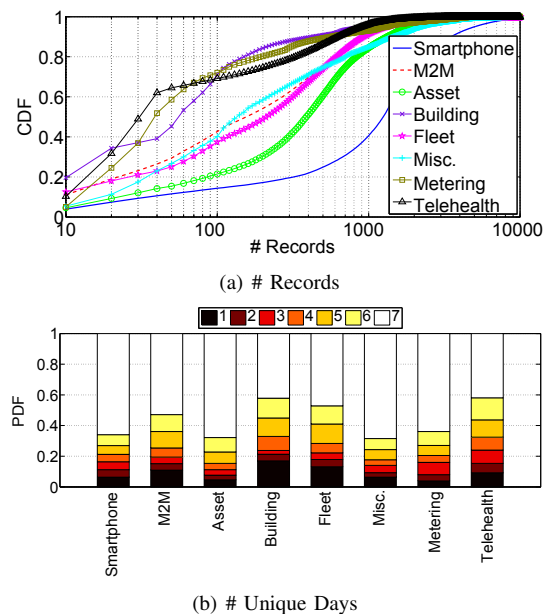 1
0.8
0.6
0.4
0.2
0
CDF
10
100
1000
10000
# Records
Smartphone
M2M
Asset
Building
Fleet
Misc.
Metering
Telehealth
(a) # Records
1 2 3 4 5 6 7
1
0.8
0.6
0.4
0.2
0
PDF
Smartphone
M2M
Asset
Building
Fleet
Misc.
Metering
Telehealth
(b) # Unique Days